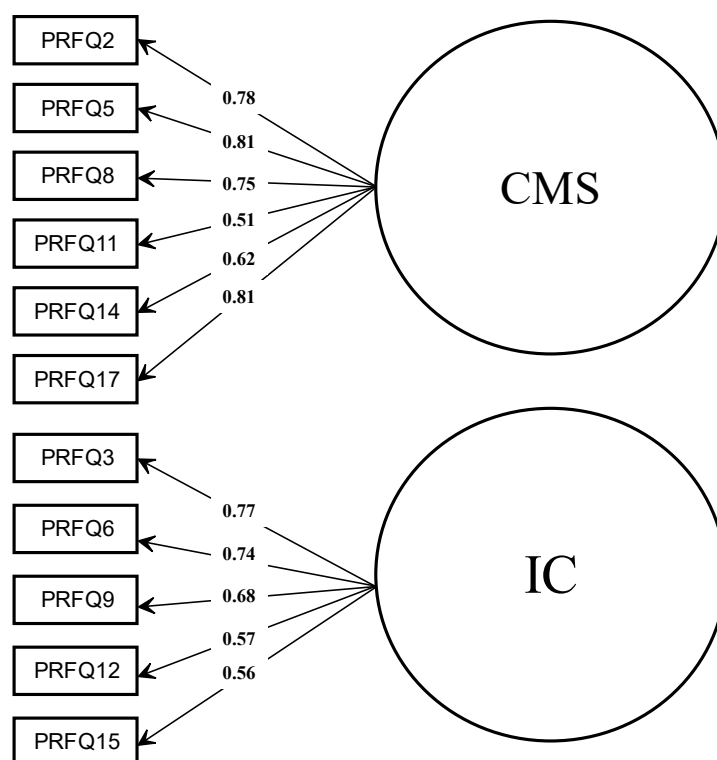 PRFQ2
0.78
PRFQ5
0.81
PRFQ8
0.75
CMS
PRFQ11
0.51
PRFQ14
0.62
PRFQ17
0.81
PRFQ3
0.77
PRFQ6
0.74
PRFQ9
0.68
IC
PRFQ12
0.57
PRFQ15
0.56